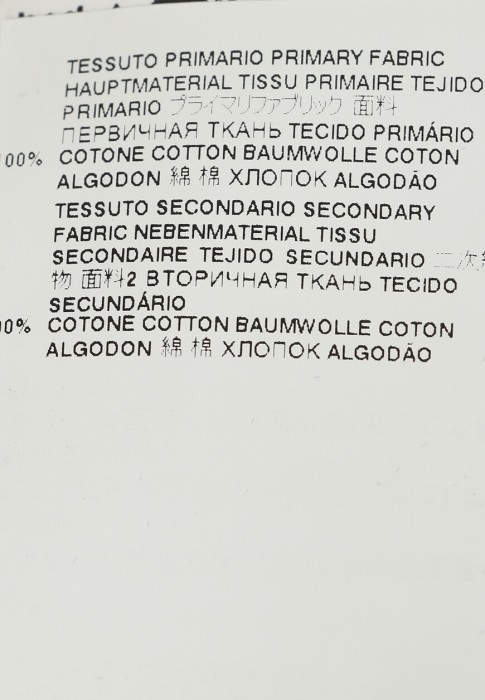 TESSUTO PRIMARIO PRIMARY FABRIC
HAUPTMATERIAL TISSU PRIMAIRE TEJIDO
PRIMARIO プライマリファブリック 面料
ПЕРВИЧНАЯ ТКАНЬ TECIDO PRIMÁRIO
100% COTONE COTTON BAUMWOLLE COTON
ALGODON 綿 棉 ХЛОПОК ALGODÃO
TESSUTO SECONDARIO SECONDARY
FABRIC NEBENMATERIAL TISSU
SECONDAIRE TEJIDO SECUNDARIO 二次
物 面料2 ВТОРИЧНАЯ ТКАНЬ TECIDO
SECUNDÁRIO
00% COTONE COTTON BAUMWOLLE COTON
ALGODON 綿 棉 ХЛОПОК ALGODÃO